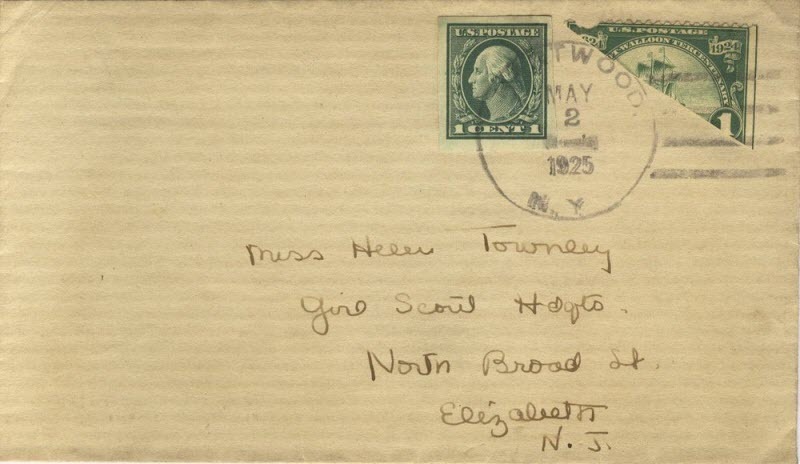 U.S. POSTAGE
1 CENT 1
U.S. POSTAGE
1924
T-WALLOON TERCENTENARY
1
TWOOD.
MAY
2
1925
N.Y.
Miss Helen Townley
Girl Scout Hdqts.
North Broad St.
Elizabeth
N. J.